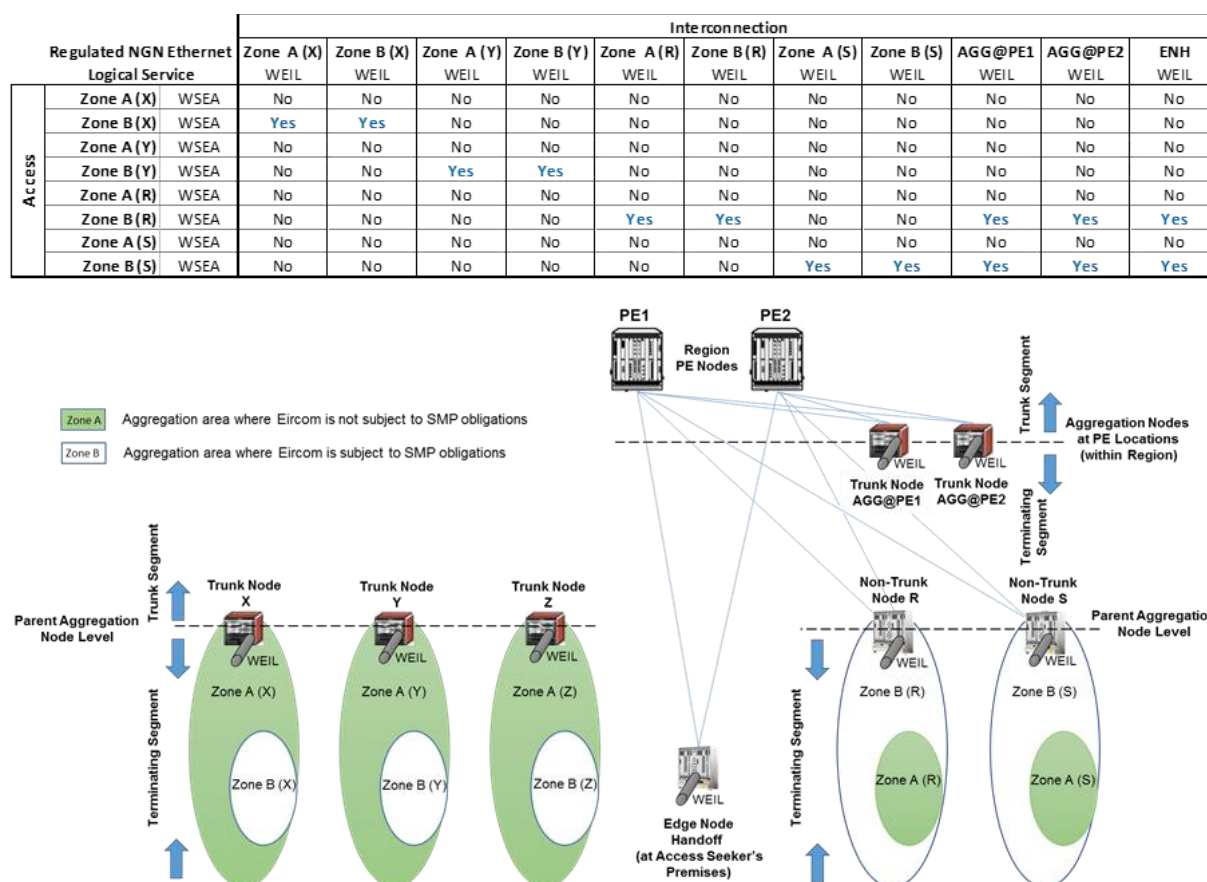 Interconnection
Regulated NGN Ethernet Zone A (X) Zone B (X) Zone A (Y) Zone B (Y) Zone A (R) Zone B (R) Zone A (S) Zone B (S) AGG@PE1 AGG@PE2 ENH
Logical Service WEIL WEIL WEIL WEIL WEIL WEIL WEIL WEIL WEIL WEIL WEIL
Access
Zone A (X) WSEA No No No No No No No No No No No
Zone B (X) WSEA Yes Yes No No No No No No No No No
Zone A (Y) WSEA No No No No No No No No No No No
Zone B (Y) WSEA No No Yes Yes No No No No No No No
Zone A (R) WSEA No No No No No No No No No No No
Zone B (R) WSEA No No No No Yes Yes No No Yes Yes Yes
Zone A (S) WSEA No No No No No No No No No No No
Zone B (S) WSEA No No No No No No Yes Yes Yes Yes Yes
PE1
PE2
Region
PE Nodes
Zone A Aggregation area where Eircom is not subject to SMP obligations
Zone B Aggregation area where Eircom is subject to SMP obligations
WEIL
WEIL
Trunk Node
AGG@PE1
Trunk Node
AGG@PE2
Trunk Segment
Aggregation Nodes
at PE Locations
(within Region)
Terminating
Segment
Trunk Segment
Parent Aggregation
Node Level
Terminating Segment
Trunk Node
X
WEIL
Zone A (X)
Zone B (X)
Trunk Node
Y
WEIL
Zone A (Y)
Zone B (Y)
Trunk Node
Z
WEIL
Zone A (Z)
Zone B (Z)
WEIL
Edge Node
Handoff
(at Access Seeker's
Premises)
Terminating Segment
Non-Trunk
Node R
WEIL
Zone B (R)
Zone A (R)
Non-Trunk
Node S
WEIL
Zone B (S)
Zone A (S)
Parent Aggregation
Node Level